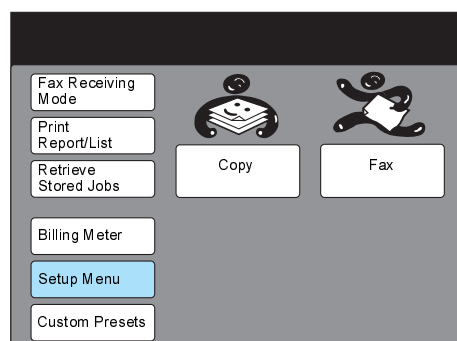 Fax Receiving
Mode
Print
Report/List
Retrieve
Stored Jobs
Copy
Fax
Billing Meter
Setup Menu
Custom Presets